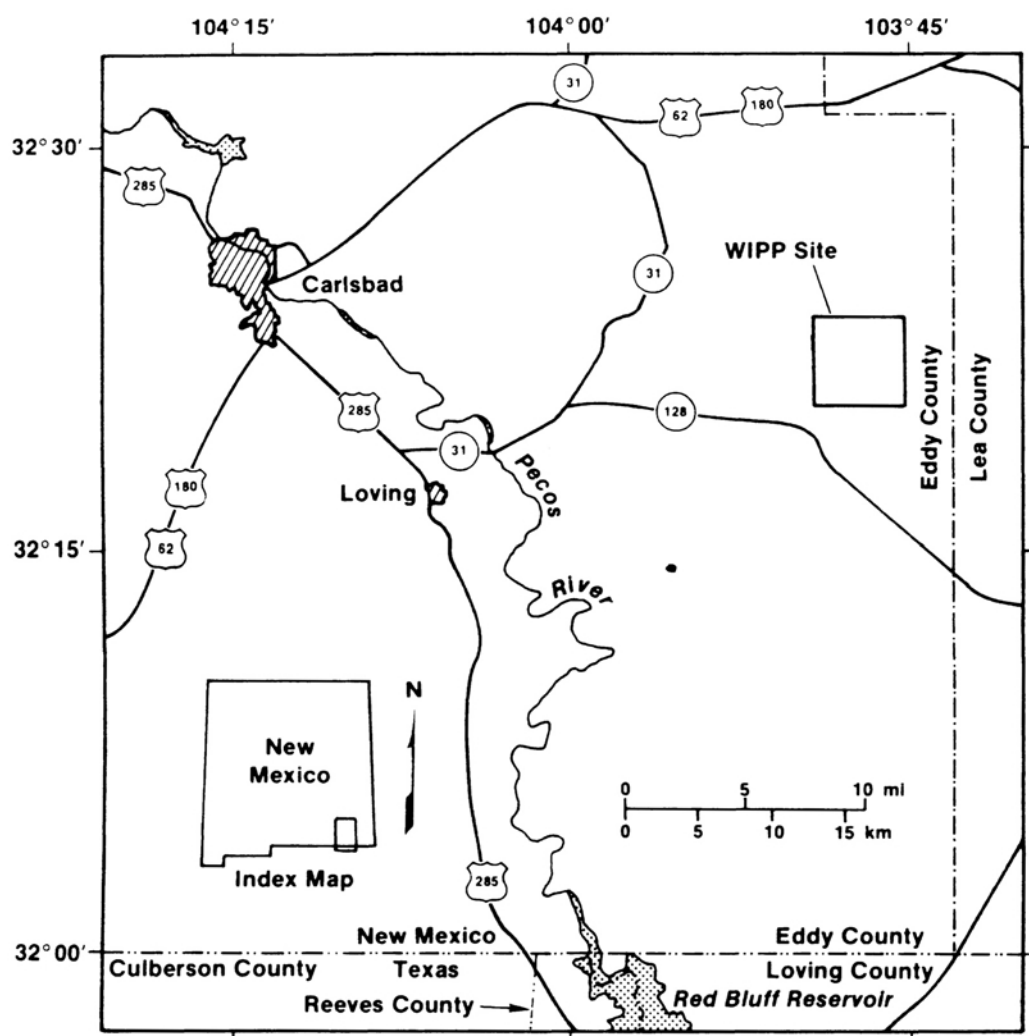 104°15′
104°00′
103°45′
31
62
180
32°30′
285
WIPP Site
Carlsbad
31
285
128
Eddy County
Lea County
31
Pecos
180
Loving
62
32°15′
River
N
New
Mexico
0 5 10 mi
0 5 10 15 km
Index Map
285
New Mexico
Eddy County
32°00′
Culberson County
Texas
Loving County
Reeves County
Red Bluff Reservoir